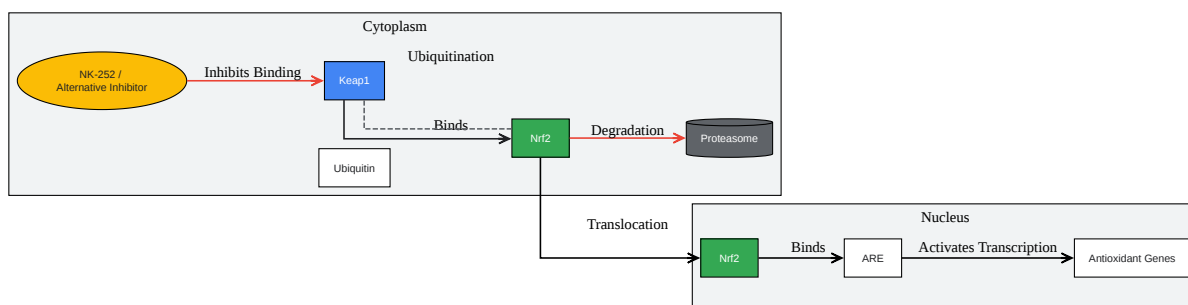 Cytoplasm
Ubiquitination
NK-252 /
Alternative Inhibitor
Inhibits Binding
Keap1
Binds
Nrf2
Degradation
Proteasome
Ubiquitin
Translocation
Nucleus
Nrf2
Binds
ARE
Activates Transcription
Antioxidant Genes